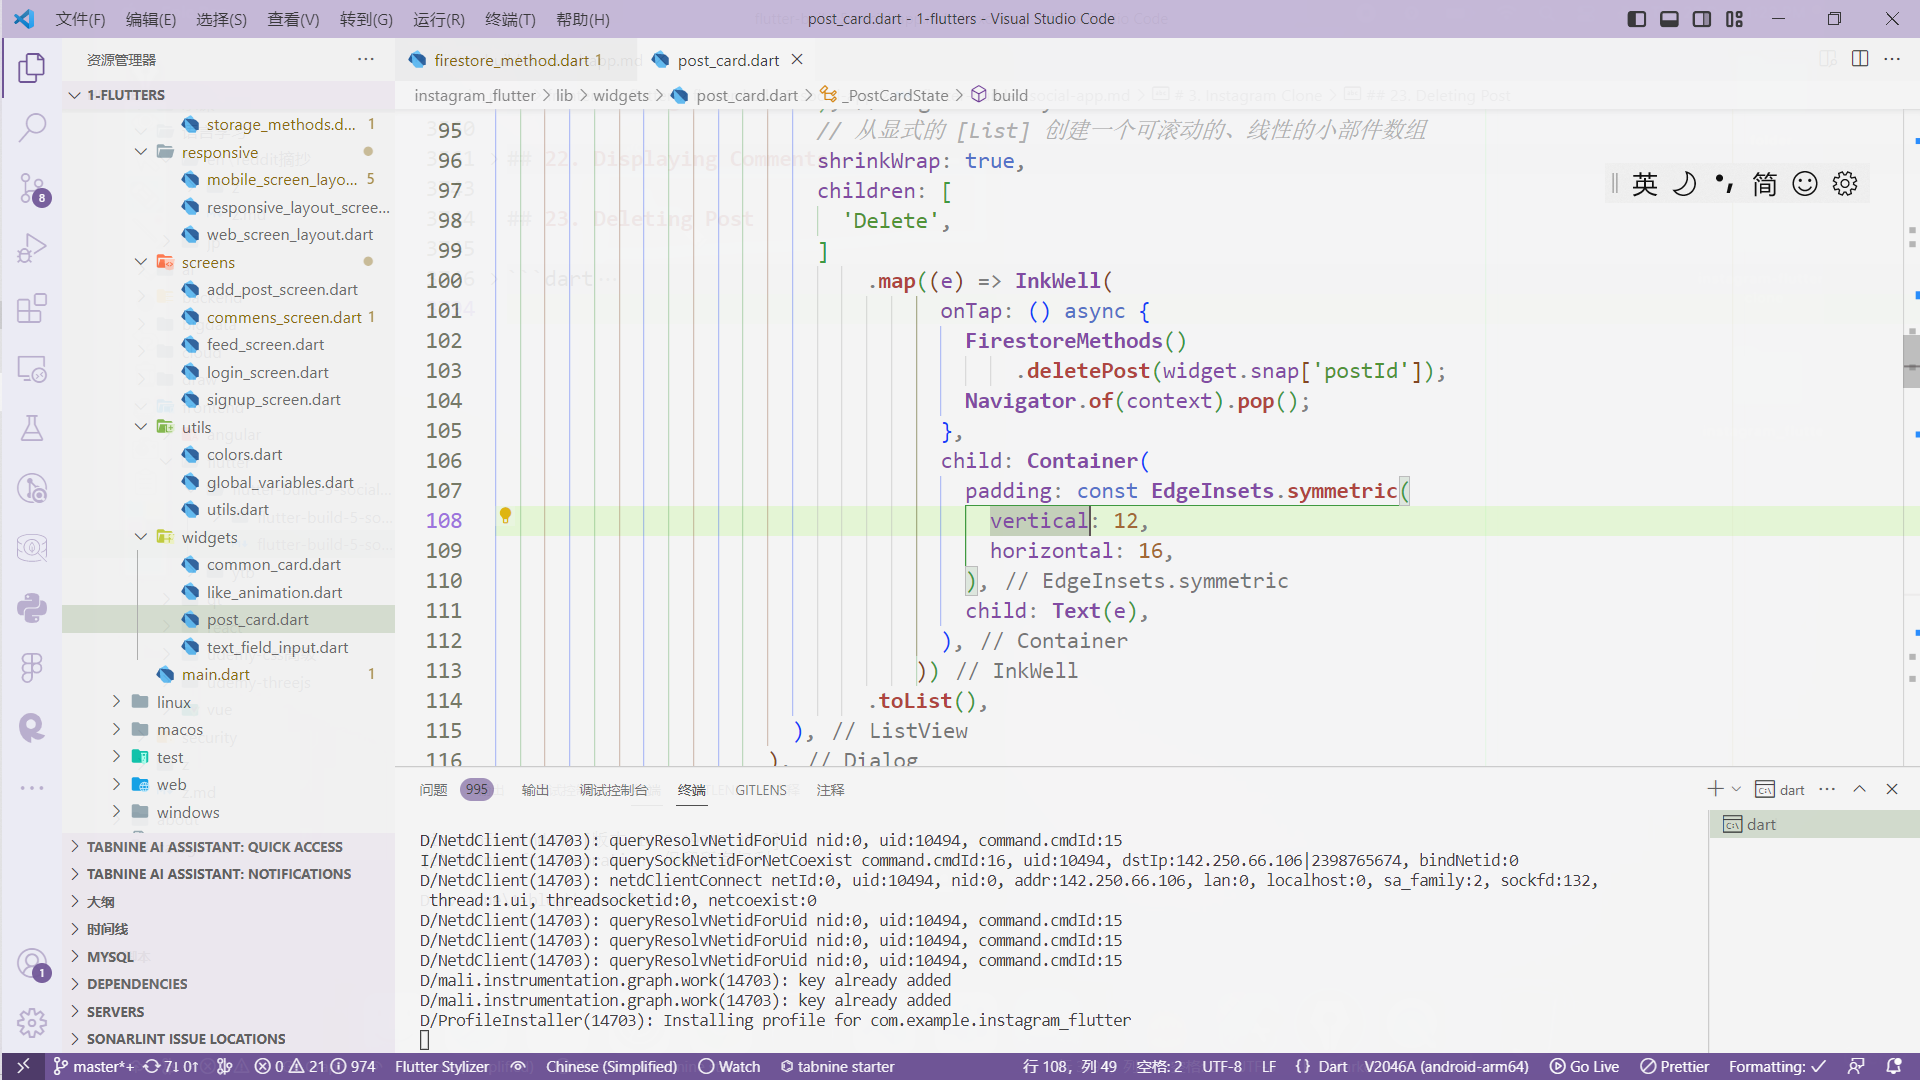 文件(F) 编辑(E) 选择(S) 查看(V) 转到(G) 运行(R) 终端(T) 帮助(H)
post_card.dart - 1-flutters - Visual Studio Code
资源管理器
firestore_method.dart 1
post_card.dart
1-FLUTTERS
instagram_flutter > lib > widgets > post_card.dart > _PostCardState > build
storage_methods.d... 1
responsive
mobile_screen_layo... 5
responsive_layout_scree...
web_screen_layout.dart
screens
add_post_screen.dart
commens_screen.dart 1
feed_screen.dart
login_screen.dart
signup_screen.dart
utils
colors.dart
global_variables.dart
utils.dart
widgets
common_card.dart
like_animation.dart
post_card.dart
text_field_input.dart
main.dart 1
linux
macos
test
web
windows
TABNINE AI ASSISTANT: QUICK ACCESS
TABNINE AI ASSISTANT: NOTIFICATIONS
大纲
时间线
MYSQL
DEPENDENCIES
SERVERS
SONARLINT ISSUE LOCATIONS
8
1
95 // 从显式的 [List] 创建一个可滚动的、线性的小部件数组
96 shrinkWrap: true,
97 children: [
98 'Delete',
99 ]
100 .map((e) => InkWell(
101 onTap: () async {
102 FirestoreMethods()
103 .deletePost(widget.snap['postId']);
104 Navigator.of(context).pop();
105 },
106 child: Container(
107 padding: const EdgeInsets.symmetric(
108 vertical: 12,
109 horizontal: 16,
110 ), // EdgeInsets.symmetric
111 child: Text(e),
112 ), // Container
113 )) // InkWell
114 .toList(),
115 ), // ListView
116 ), // Dialog
## 22. Displaying Comments
## 23. Deleting Post
```dart
英 简
问题 995 输出 调试控制台 终端 GITLENS 注释
dart
dart
D/NetdClient(14703): queryResolvNetidForUid nid:0, uid:10494, command.cmdId:15
I/NetdClient(14703): querySockNetidForNetCoexist command.cmdId:16, uid:10494, dstIp:142.250.66.106|2398765674, bindNetid:0
D/NetdClient(14703): netdClientConnect netId:0, uid:10494, nid:0, addr:142.250.66.106, lan:0, localhost:0, sa_family:2, sockfd:132,
thread:1.ui, threadsocketid:0, netcoexist:0
D/NetdClient(14703): queryResolvNetidForUid nid:0, uid:10494, command.cmdId:15
D/NetdClient(14703): queryResolvNetidForUid nid:0, uid:10494, command.cmdId:15
D/NetdClient(14703): queryResolvNetidForUid nid:0, uid:10494, command.cmdId:15
D/mali.instrumentation.graph.work(14703): key already added
D/mali.instrumentation.graph.work(14703): key already added
D/ProfileInstaller(14703): Installing profile for com.example.instagram_flutter
master*+ 7↓ 0↑ 0 21 974 Flutter Stylizer Chinese (Simplified) Watch tabnine starter 行 108，列 49 空格: 2 UTF-8 LF {} Dart V2046A (android-arm64) Go Live Prettier Formatting: ✓